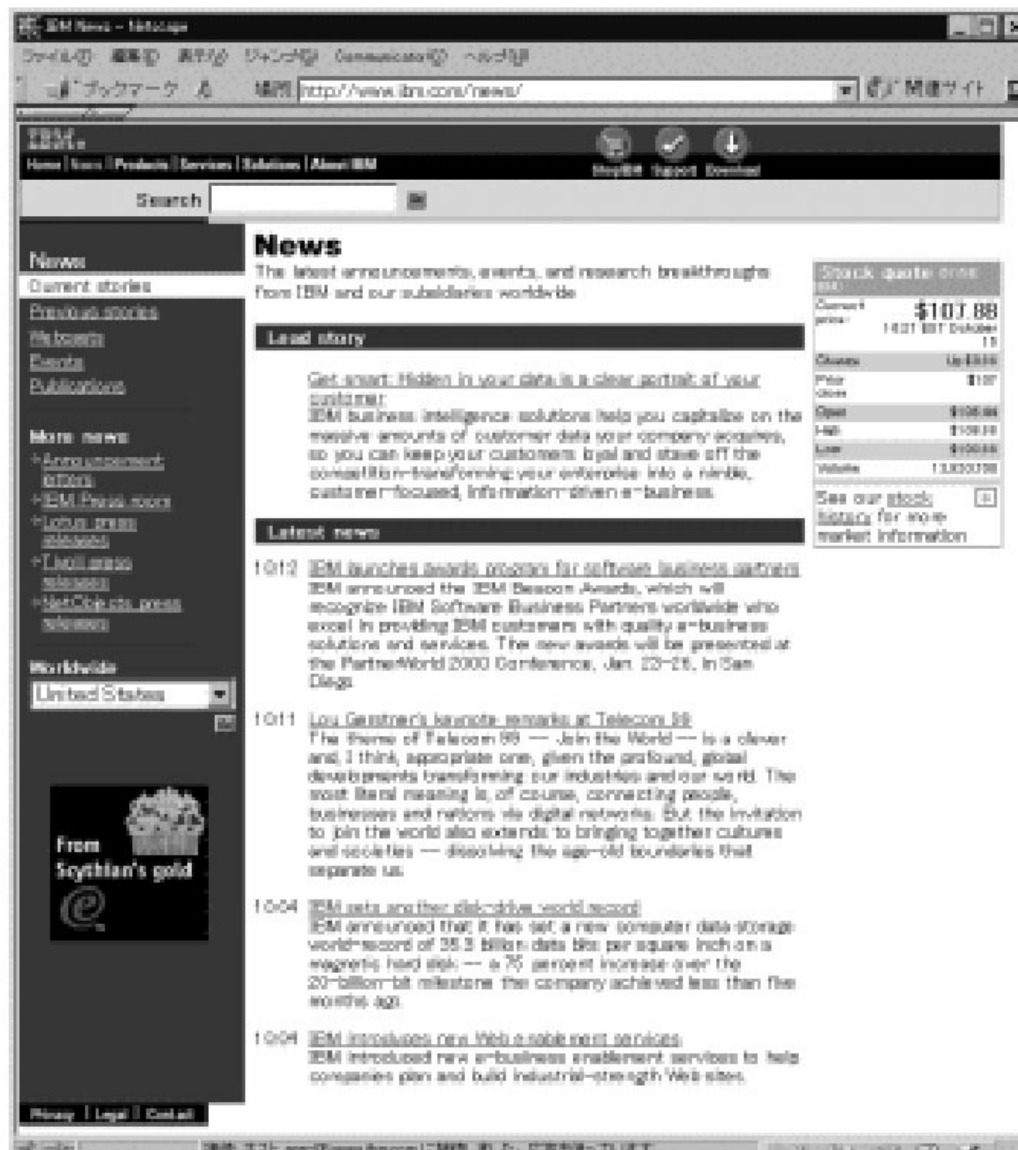 IBM News - Netscape
ファイル(F) 編集(E) 表示(V) ジャンプ(G) Communicator(C) ヘルプ(H)
ブックマーク 場所: http://www.ibm.com/news/ 関連サイト
IBM
Home | News | Products | Services | Solutions | About IBM
ShopIBM Support Download
Search
News
Current stories
Previous stories
Webcasts
Events
Publications
More news
Announcement
letters
IBM Press room
Lotus press
releases
Tivoli press
releases
NetObjects press
releases
Worldwide
United States
From
Scythian's gold
e
Privacy | Legal | Contact
News
The latest announcements, events, and research breakthroughs
from IBM and our subsidiaries worldwide
Lead story
Get smart: Hidden in your data is a clear portrait of your
customer
IBM business intelligence solutions help you capitalize on the
massive amounts of customer data your company acquires,
so you can keep your customers loyal and stave off the
competition-transforming your enterprise into a nimble,
customer-focused, information-driven e-business.
Latest news
10/12 IBM launches awards program for software business partners
IBM announced the IBM Beacon Awards, which will
recognize IBM Software Business Partners worldwide who
excel in providing IBM customers with quality e-business
solutions and services. The new awards will be presented at
the PartnerWorld 2000 Conference, Jan. 23-26, in San
Diego.
10/11 Lou Gerstner's keynote remarks at Telecom 99
The theme of Telecom 99 -- Join the World -- is a clever
and, I think, appropriate one, given the profound, global
developments transforming our industries and our world. The
most literal meaning is, of course, connecting people,
businesses and nations via digital networks. But the invitation
to join the world also extends to bringing together cultures
and societies -- dissolving the age-old boundaries that
separate us.
10/04 IBM sets another disk-drive world record
IBM announced that it has set a new computer data storage
world-record of 35.3 billion data bits per square inch on a
magnetic hard disk -- a 75 percent increase over the
20-billion-bit milestone the company achieved less than five
months ago.
10/04 IBM introduces new Web enablement services
IBM introduced new e-business enablement services to help
companies plan and build industrial-strength Web sites.
Stock quote
Current
price:
$107.88
October
Change Up
Prior
close
$107
Open
High
Low
Volume
See our stock
history for more
market information